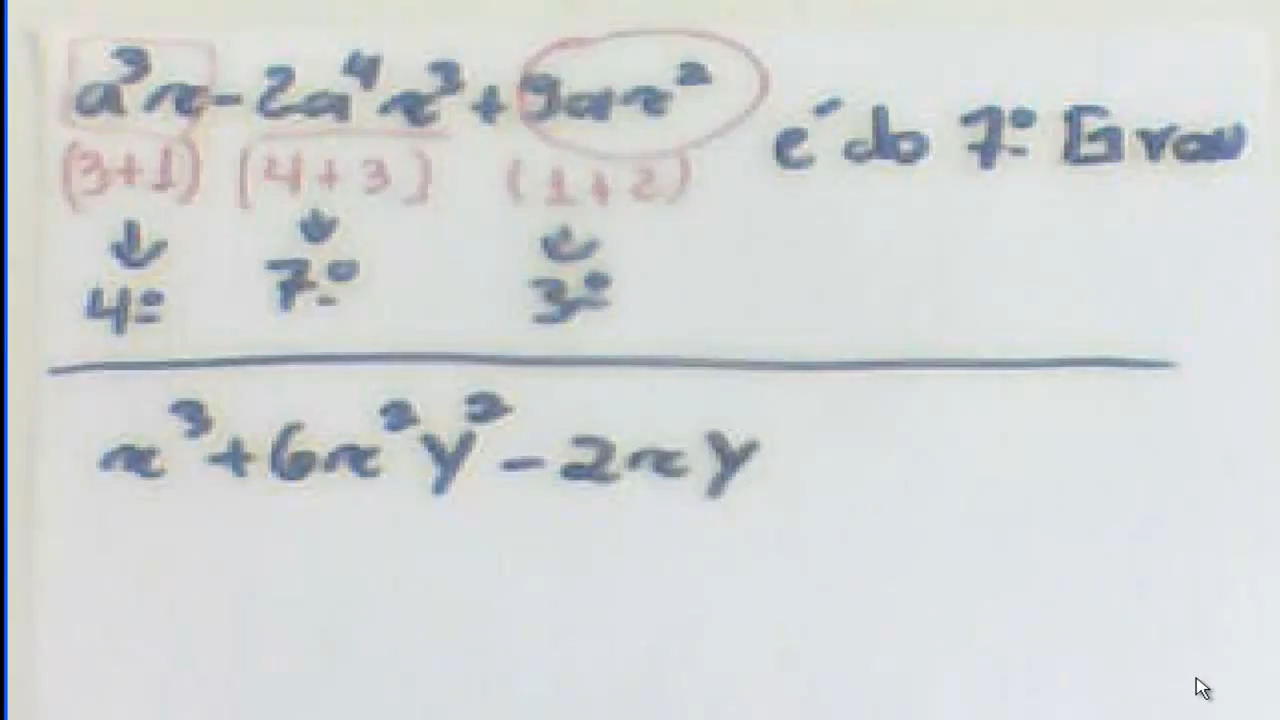 a³x - 2a⁴x³ + 9ax² é do 7º Grau
(3+1) (4+3) (1+2)
4º 7º 3º
x³ + 6x²y² - 2xy